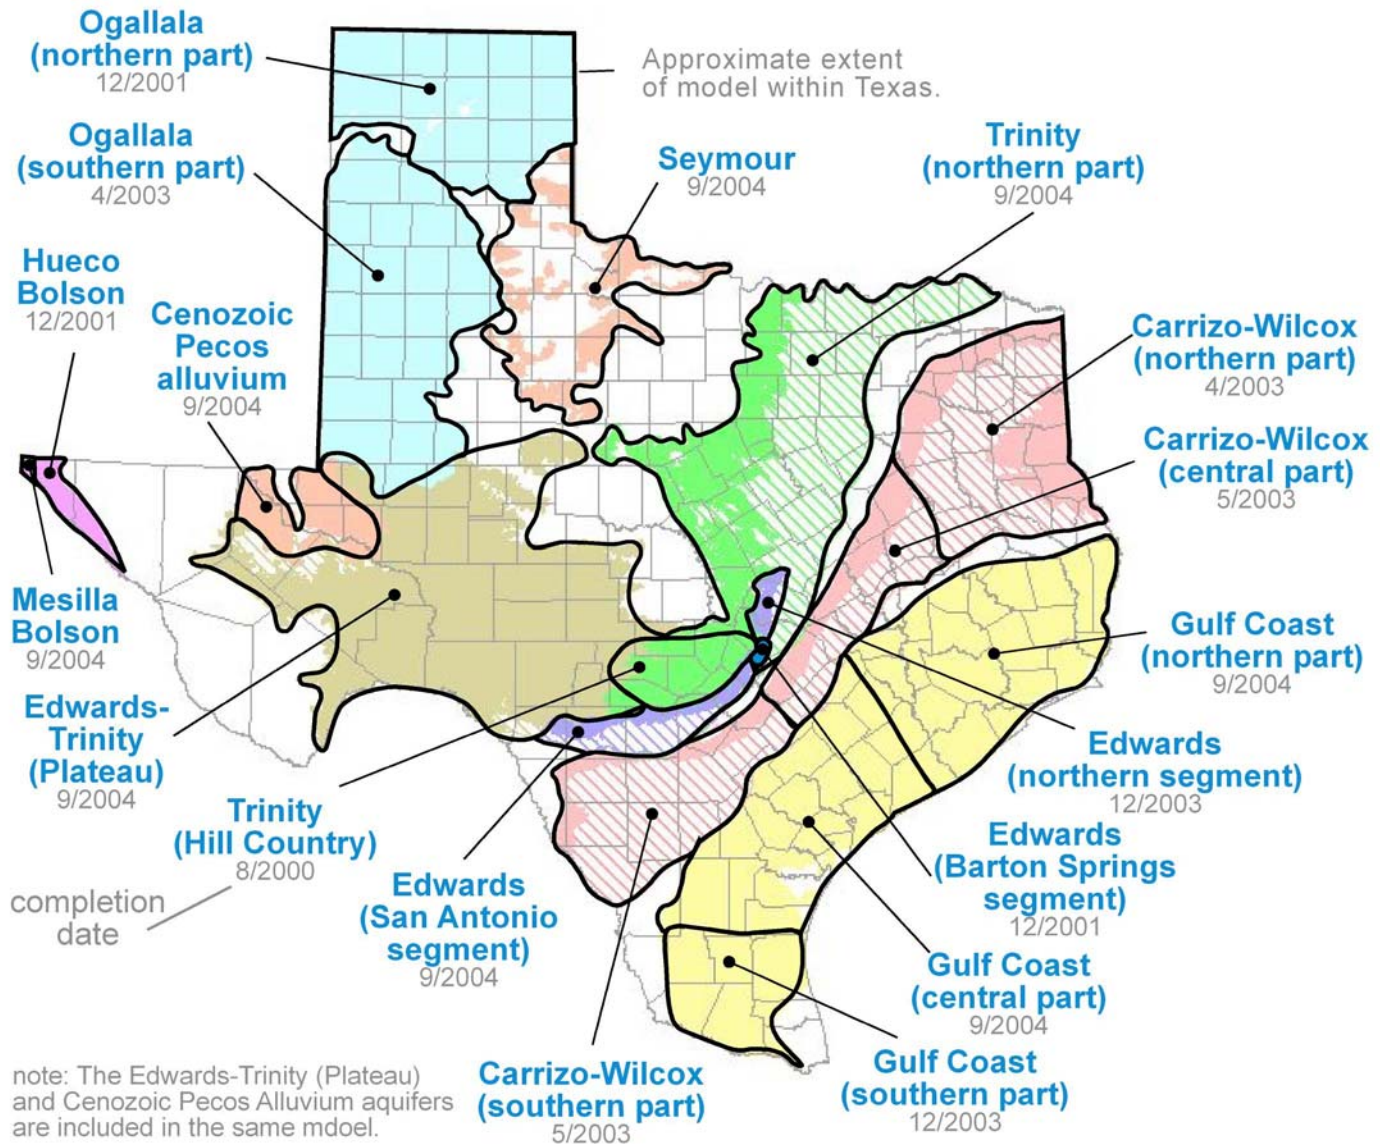 Ogallala
(northern part)
12/2001
Approximate extent
of model within Texas.
Ogallala
(southern part)
4/2003
Seymour
9/2004
Trinity
(northern part)
9/2004
Hueco
Bolson
12/2001
Cenozoic
Pecos
alluvium
9/2004
Carrizo-Wilcox
(northern part)
4/2003
Carrizo-Wilcox
(central part)
5/2003
Mesilla
Bolson
9/2004
Gulf Coast
(northern part)
9/2004
Edwards-
Trinity
(Plateau)
9/2004
Edwards
(northern segment)
12/2003
Trinity
(Hill Country)
8/2000
Edwards
(Barton Springs
segment)
12/2001
completion
date
Edwards
(San Antonio
segment)
9/2004
Gulf Coast
(central part)
9/2004
Gulf Coast
(southern part)
12/2003
Carrizo-Wilcox
(southern part)
5/2003
note: The Edwards-Trinity (Plateau)
and Cenozoic Pecos Alluvium aquifers
are included in the same mdoel.